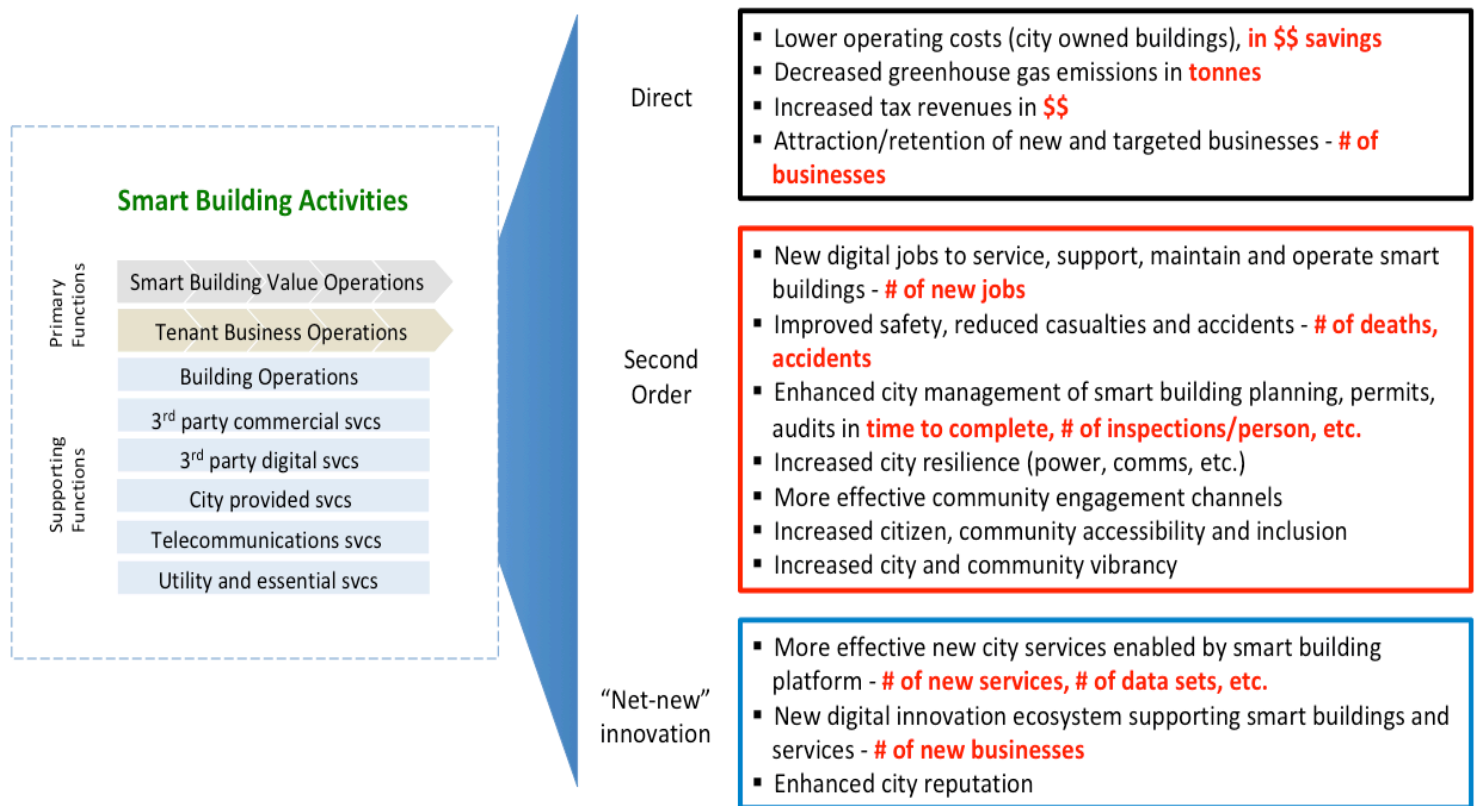 Smart Building Activities
Primary
Functions
Smart Building Value Operations
Tenant Business Operations
Supporting
Functions
Building Operations
3rd party commercial svcs
3rd party digital svcs
City provided svcs
Telecommunications svcs
Utility and essential svcs
Direct
▪ Lower operating costs (city owned buildings), in $$ savings
▪ Decreased greenhouse gas emissions in tonnes
▪ Increased tax revenues in $$
▪ Attraction/retention of new and targeted businesses - # of
businesses
Second
Order
▪ New digital jobs to service, support, maintain and operate smart
buildings - # of new jobs
▪ Improved safety, reduced casualties and accidents - # of deaths,
accidents
▪ Enhanced city management of smart building planning, permits,
audits in time to complete, # of inspections/person, etc.
▪ Increased city resilience (power, comms, etc.)
▪ More effective community engagement channels
▪ Increased citizen, community accessibility and inclusion
▪ Increased city and community vibrancy
“Net-new”
innovation
▪ More effective new city services enabled by smart building
platform - # of new services, # of data sets, etc.
▪ New digital innovation ecosystem supporting smart buildings and
services - # of new businesses
▪ Enhanced city reputation